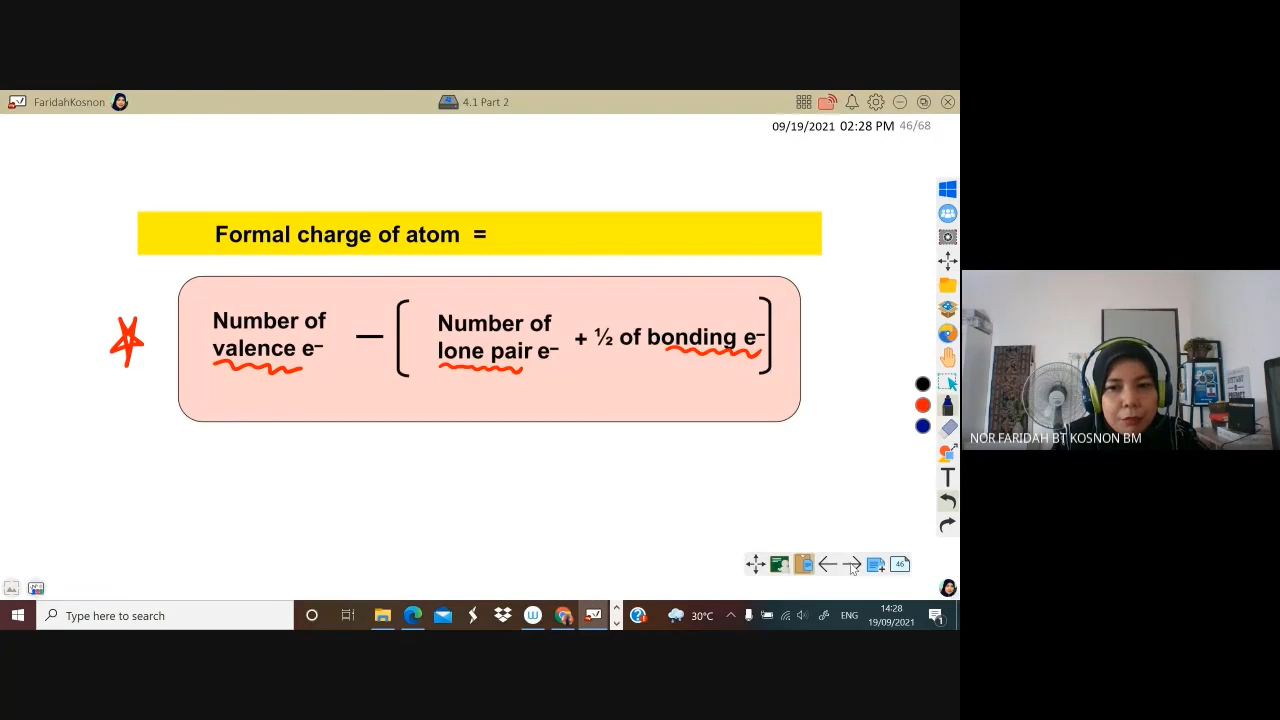 FaridahKosnon
4.1 Part 2
09/19/2021 02:28 PM 46/68
Formal charge of atom =
Number of
valence e⁻
—
Number of
lone pair e⁻
+ ½ of bonding e⁻
NOR FARIDAH BT KOSNON BM
T
46
Type here to search
30°C
ENG
14:28
19/09/2021
1